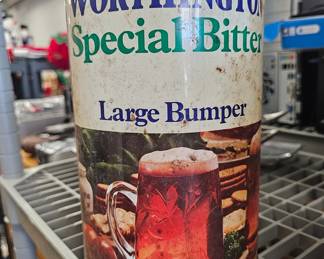 WORTHINGTON
Special Bitter
Large Bumper